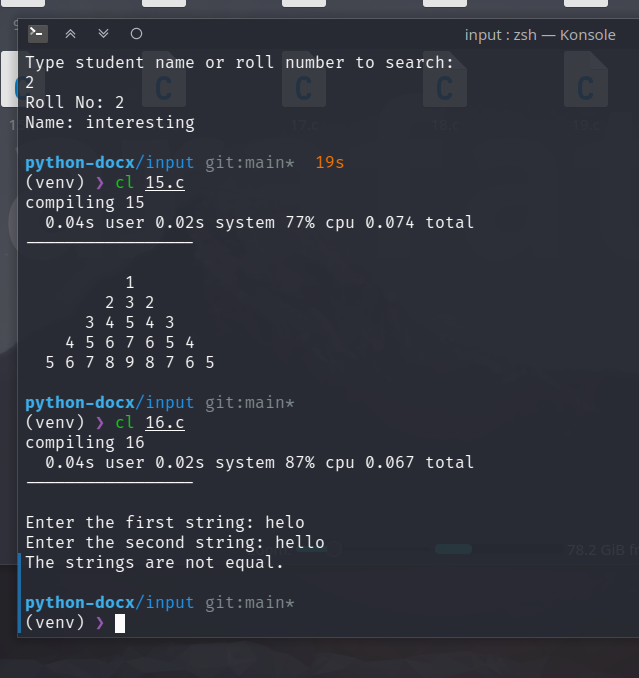 input : zsh — Konsole
Type student name or roll number to search:
2
Roll No: 2
Name: interesting
python-docx/input git:main* 19s
(venv) ❯ cl 15.c
compiling 15
0.04s user 0.02s system 77% cpu 0.074 total
—————————————————
1
2 3 2
3 4 5 4 3
4 5 6 7 6 5 4
5 6 7 8 9 8 7 6 5
python-docx/input git:main*
(venv) ❯ cl 16.c
compiling 16
0.04s user 0.02s system 87% cpu 0.067 total
—————————————————
Enter the first string: helo
Enter the second string: hello
78.2 GiB
The strings are not equal.
python-docx/input git:main*
(venv) ❯